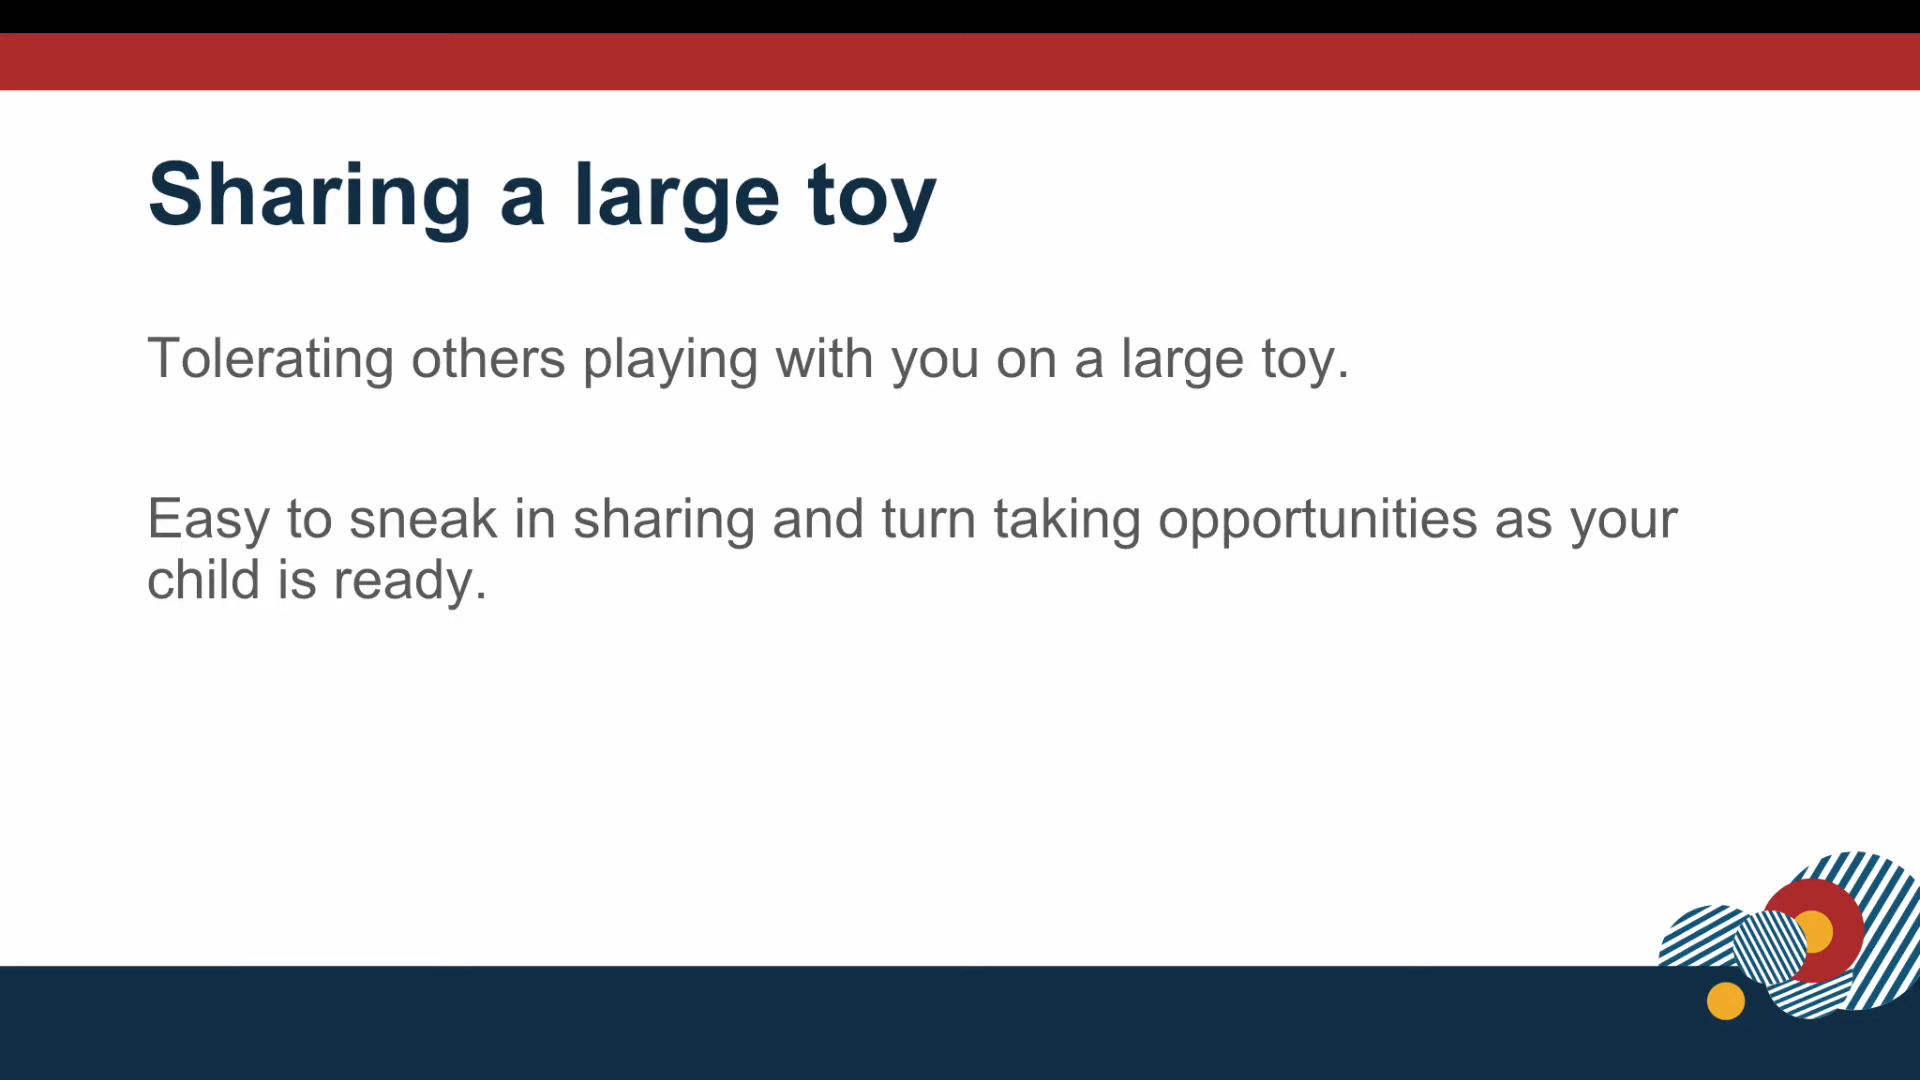 Sharing a large toy
Tolerating others playing with you on a large toy.
Easy to sneak in sharing and turn taking opportunities as your
child is ready.